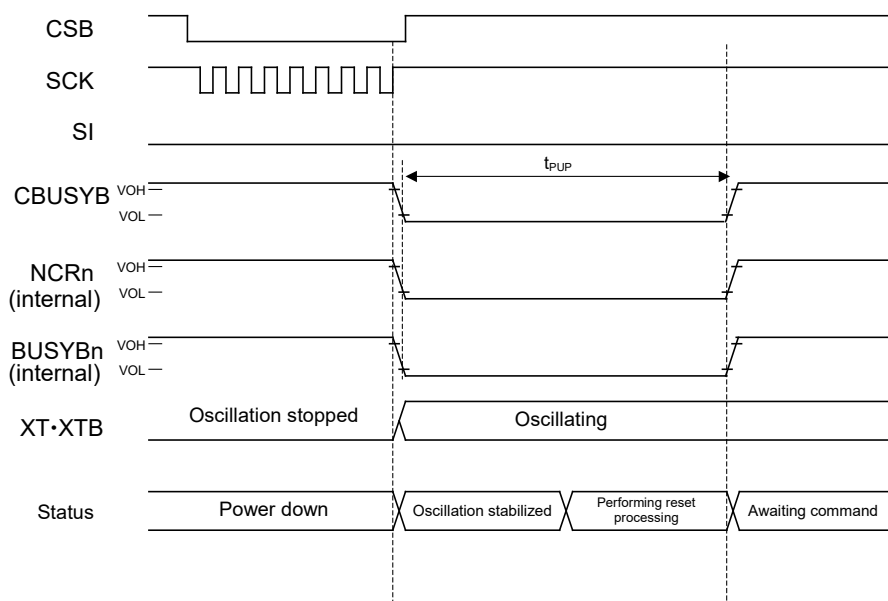 CSB
SCK
SI
t_PUP
CBUSYB
VOH
VOL
NCRn
(internal)
VOH
VOL
BUSYBn
(internal)
VOH
VOL
XT・XTB
Oscillation stopped
Oscillating
Status
Power down
Oscillation stabilized
Performing reset
processing
Awaiting command